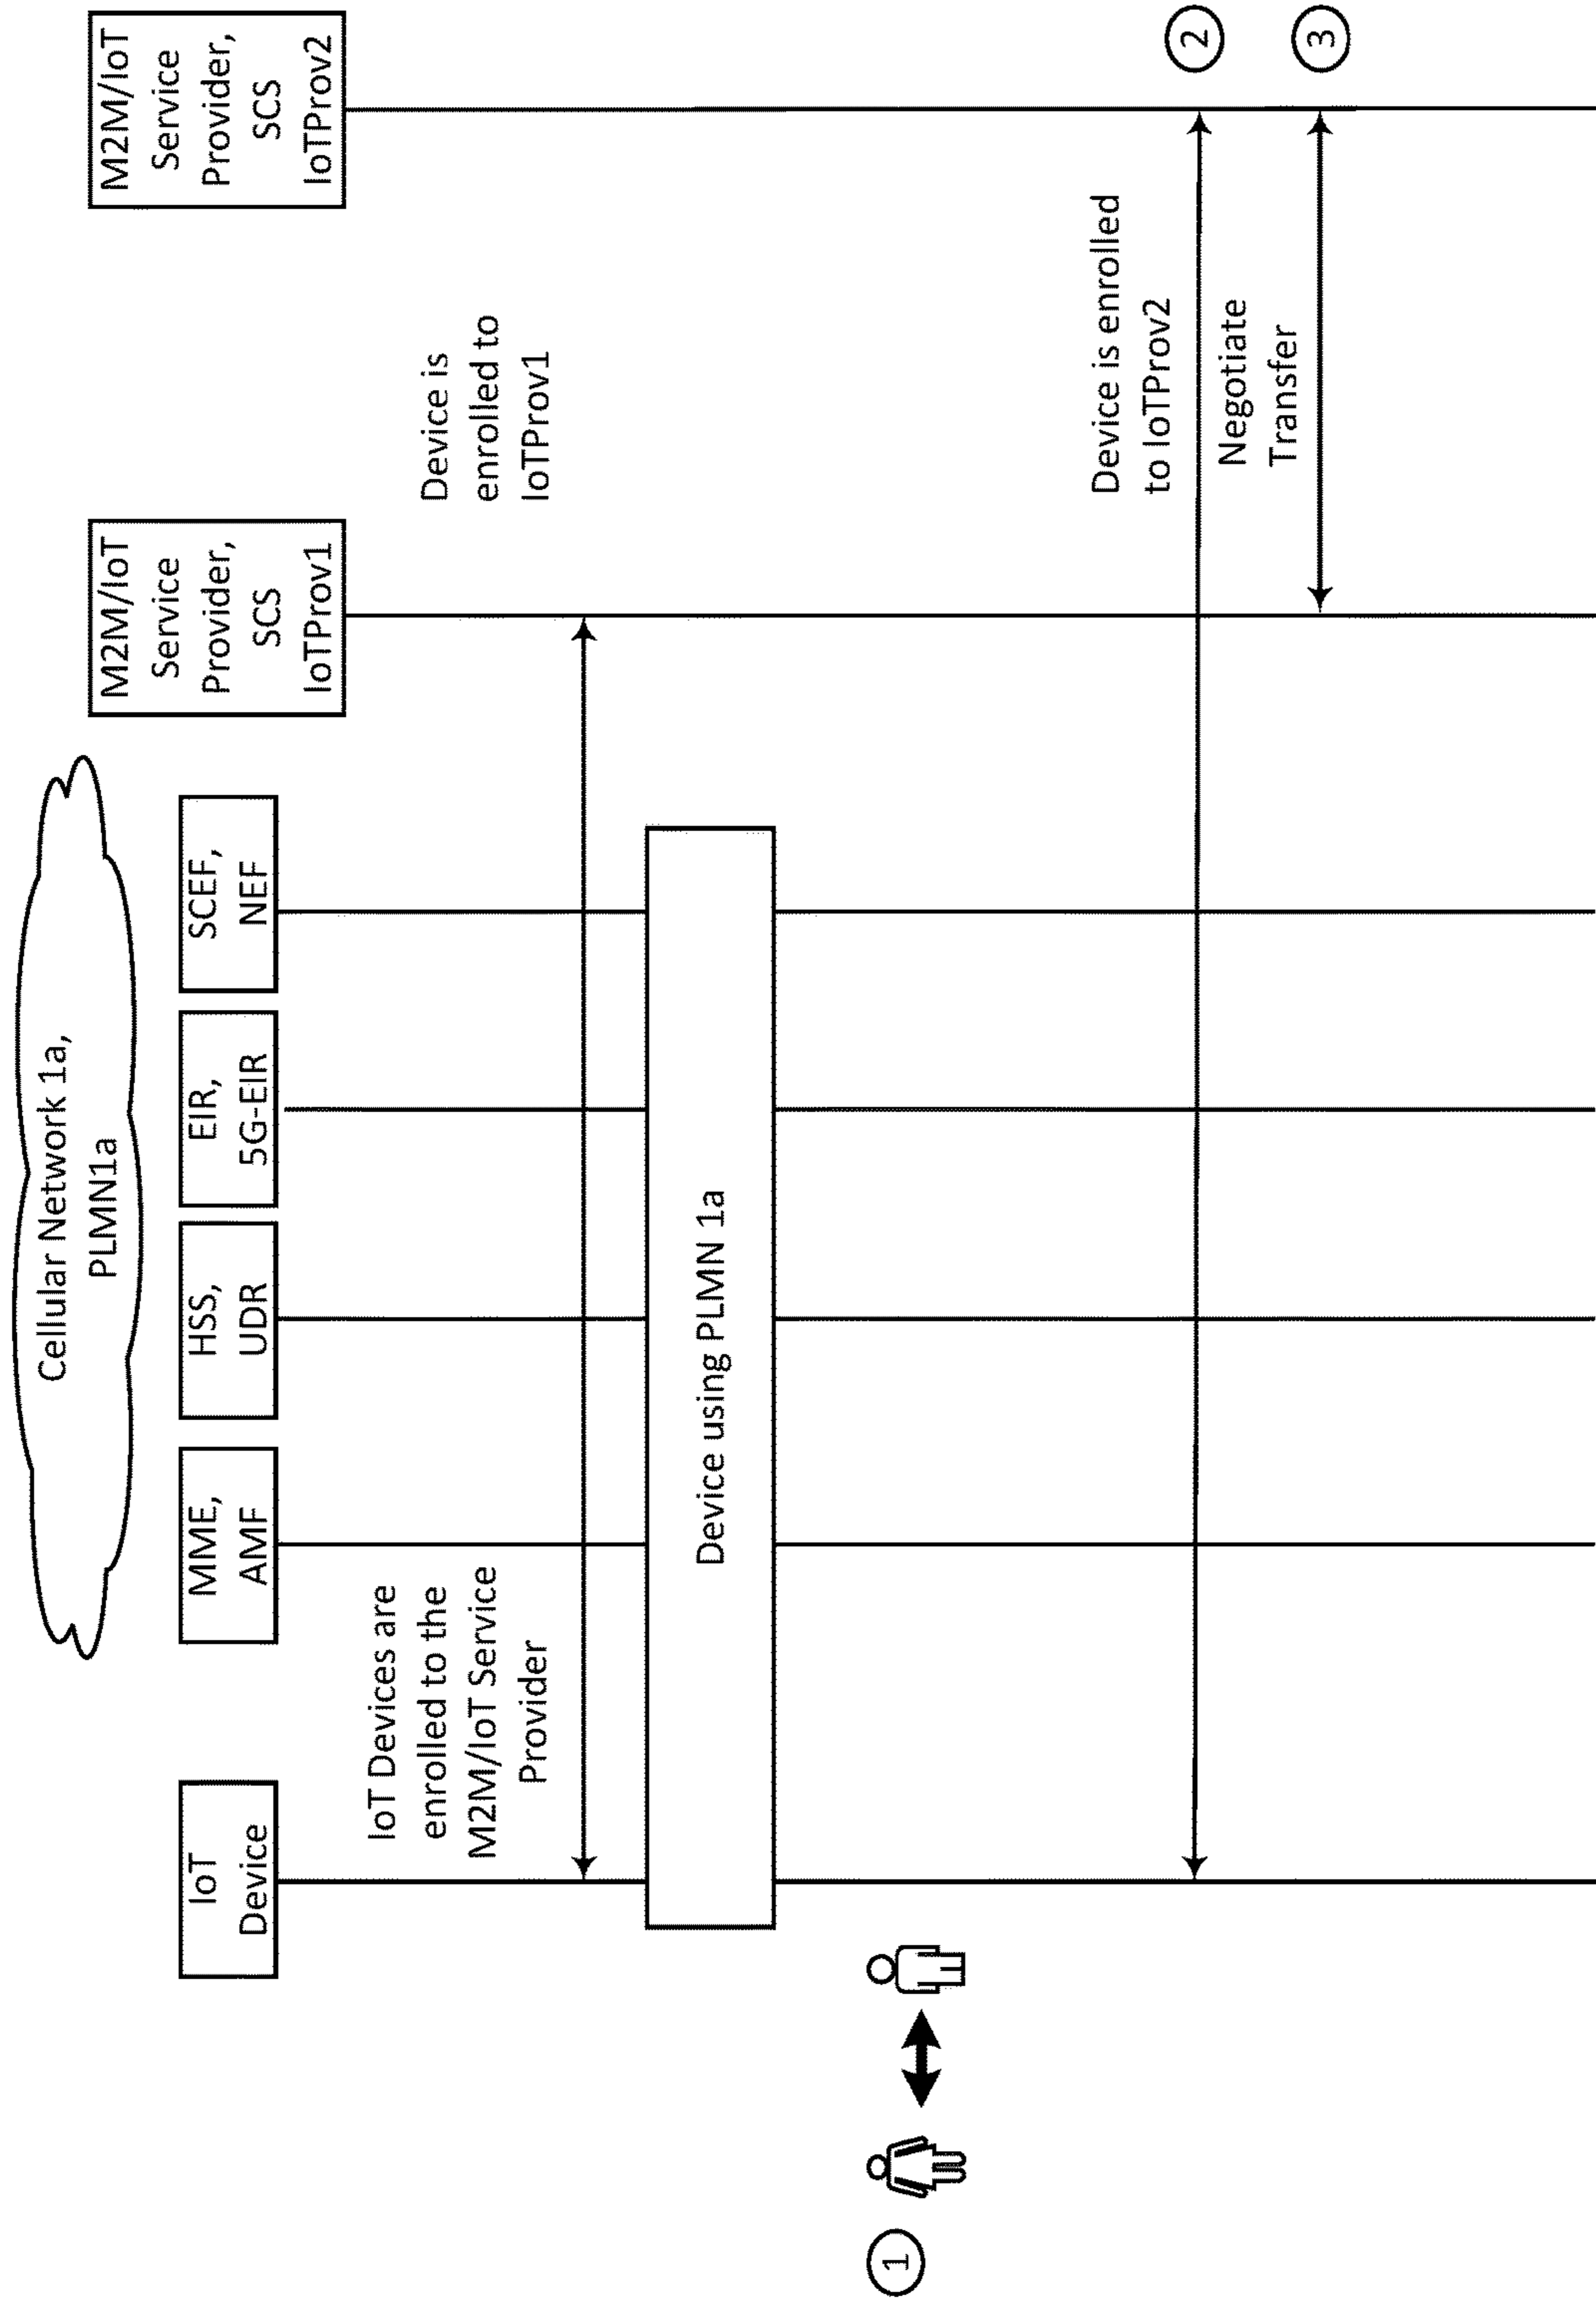 Cellular Network 1a,
PLMN1a
IoT
Device
MME,
AMF
HSS,
UDR
EIR,
5G-EIR
SCEF,
NEF
M2M/IoT
Service
Provider,
SCS
IoTProv1
M2M/IoT
Service
Provider,
SCS
IoTProv2
IoT Devices are
enrolled to the
M2M/IoT Service
Provider
Device is
enrolled to
IoTProv1
Device using PLMN 1a
1
Device is enrolled
to IoTProv2
2
Negotiate
Transfer
3